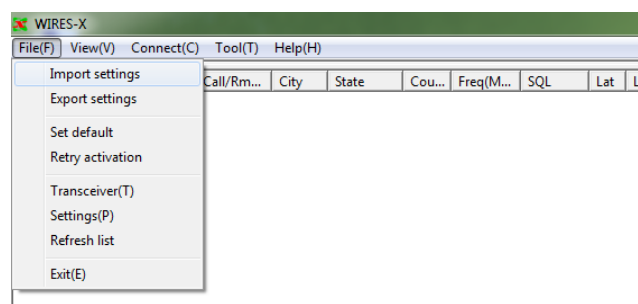 WIRES-X
File(F) View(V) Connect(C) Tool(T) Help(H)
Call/Rm... City State Cou... Freq(M... SQL Lat L
Import settings
Export settings
Set default
Retry activation
Transceiver(T)
Settings(P)
Refresh list
Exit(E)